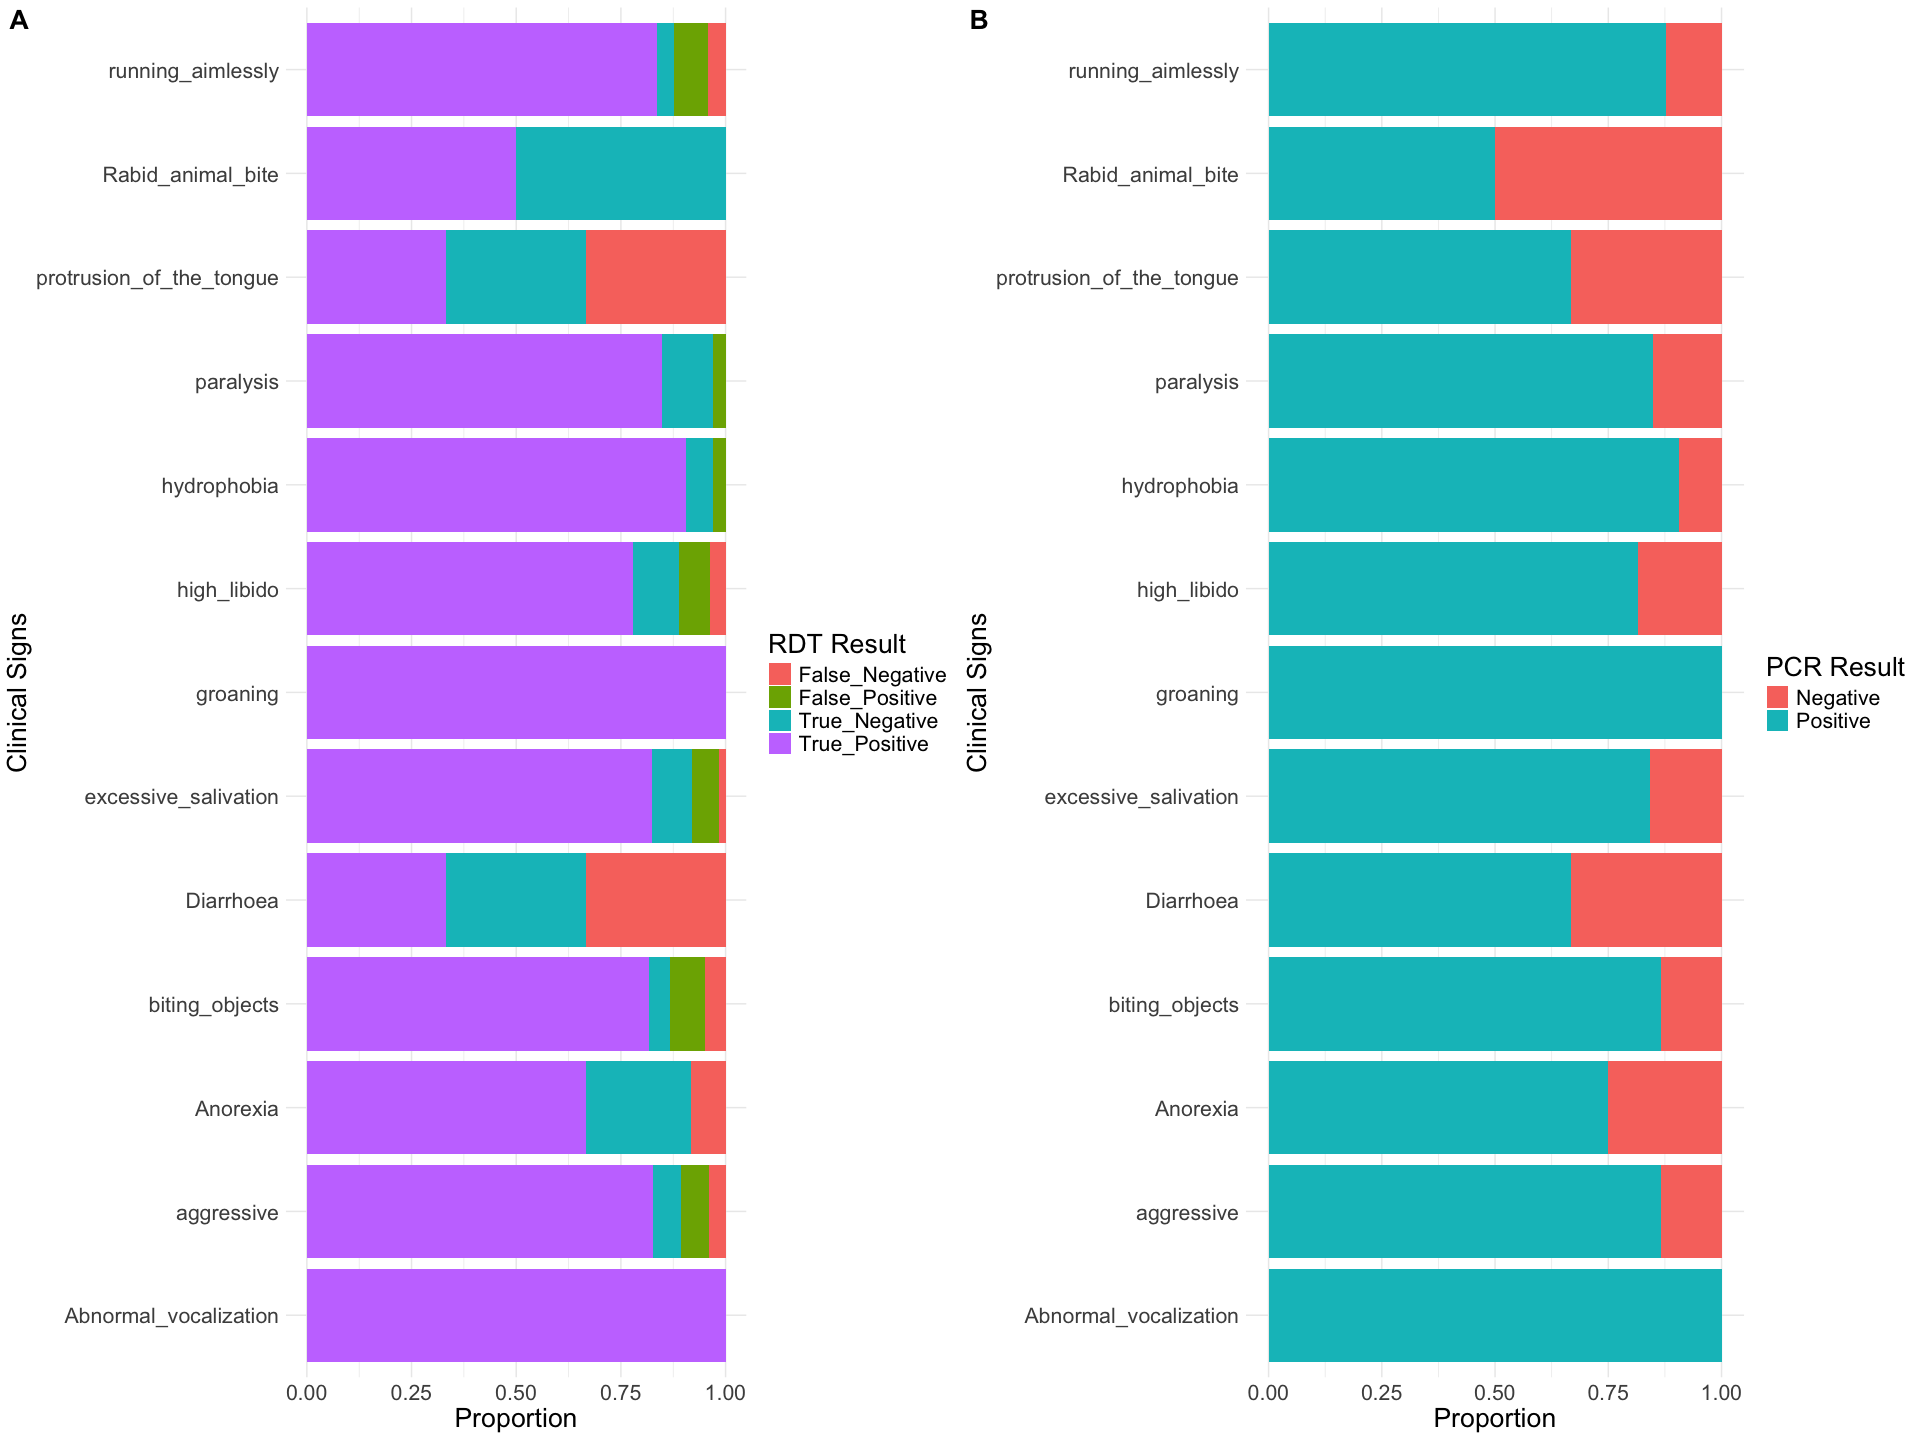 A
running_aimlessly
Rabid_animal_bite
protrusion_of_the_tongue
paralysis
hydrophobia
high_libido
groaning
excessive_salivation
Diarrhoea
biting_objects
Anorexia
aggressive
Abnormal_vocalization
Clinical Signs
0.00 0.25 0.50 0.75 1.00
Proportion
RDT Result
False_Negative
False_Positive
True_Negative
True_Positive
B
running_aimlessly
Rabid_animal_bite
protrusion_of_the_tongue
paralysis
hydrophobia
high_libido
groaning
excessive_salivation
Diarrhoea
biting_objects
Anorexia
aggressive
Abnormal_vocalization
Clinical Signs
0.00 0.25 0.50 0.75 1.00
Proportion
PCR Result
Negative
Positive